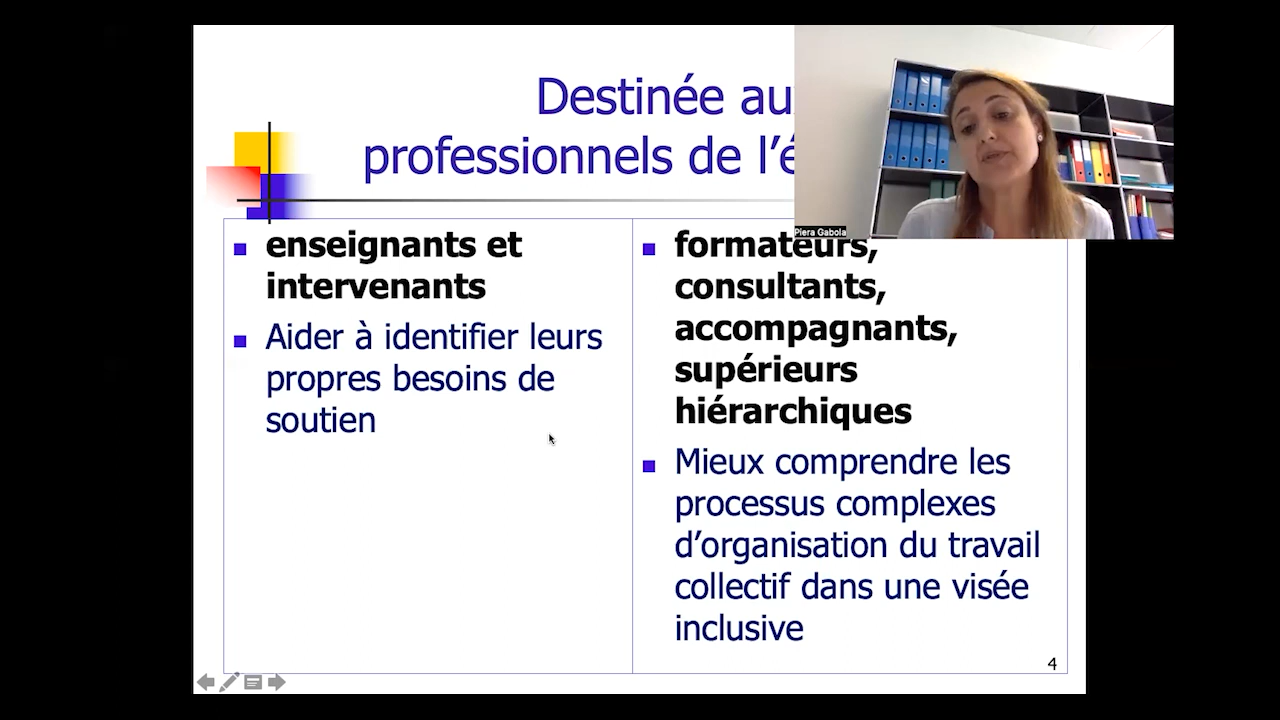 Destinée au
professionnels de l’é
Piera Gabola
enseignants et
intervenants
Aider à identifier leurs
propres besoins de
soutien
formateurs,
consultants,
accompagnants,
supérieurs
hiérarchiques
Mieux comprendre les
processus complexes
d’organisation du travail
collectif dans une visée
inclusive
4